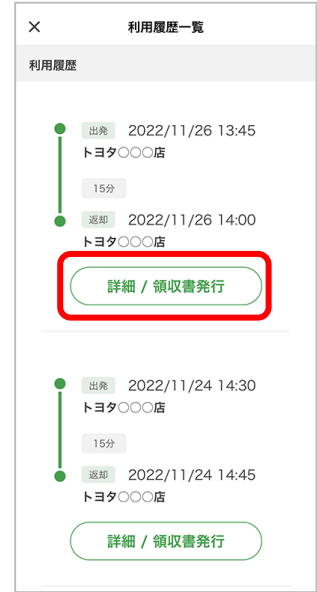 × 利用履歴一覧
利用履歴
出発 2022/11/26 13:45
トヨタ○○○店
15分
返却 2022/11/26 14:00
トヨタ○○○店
詳細 / 領収書発行
出発 2022/11/24 14:30
トヨタ○○○店
15分
返却 2022/11/24 14:45
トヨタ○○○店
詳細 / 領収書発行